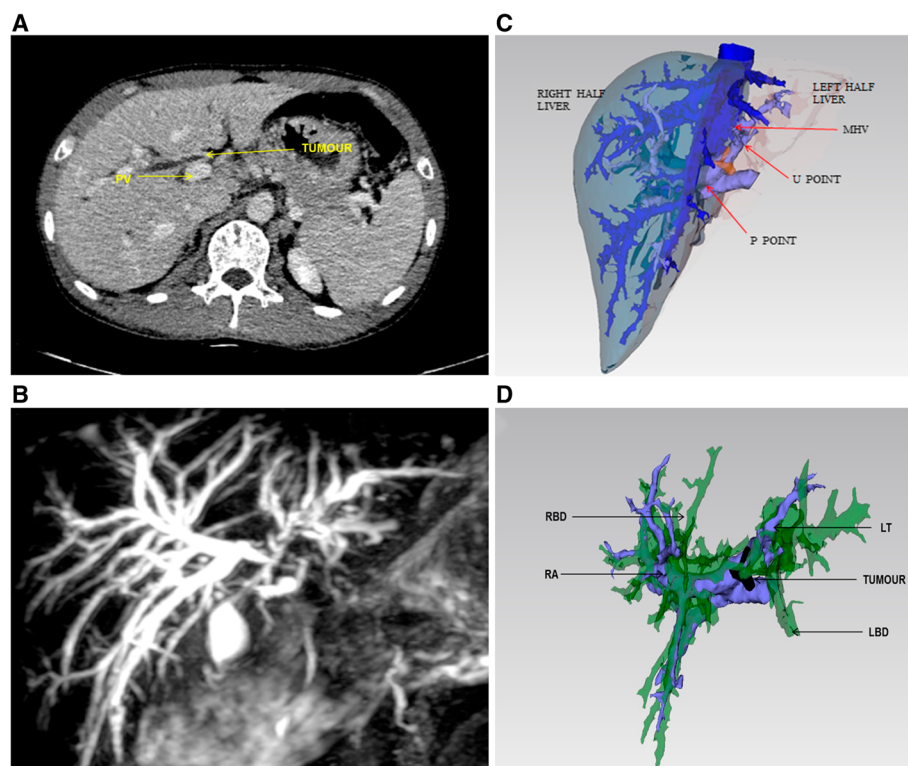 A
TUMOUR
PV
B
C
RIGHT HALF
LIVER
LEFT HALF
LIVER
MHV
U POINT
P POINT
D
RBD
LT
RA
TUMOUR
LBD